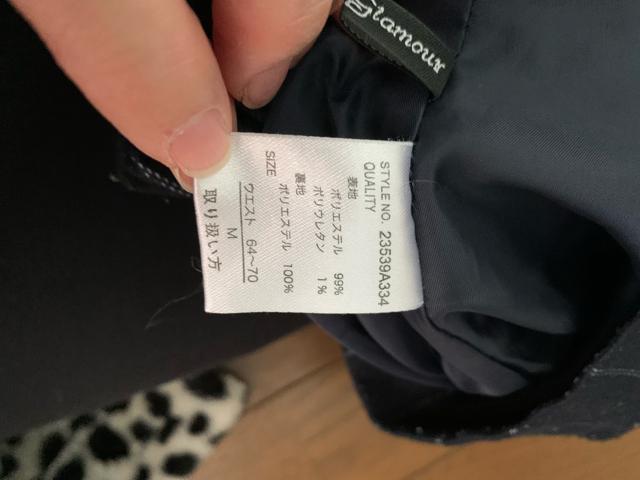 Glamour
STYLE NO. 23539A334
QUALITY
表地
ポリエステル 99%
ポリウレタン 1%
裏地
ポリエステル 100%
SIZE
ウエスト 64〜70
M
取り扱い方